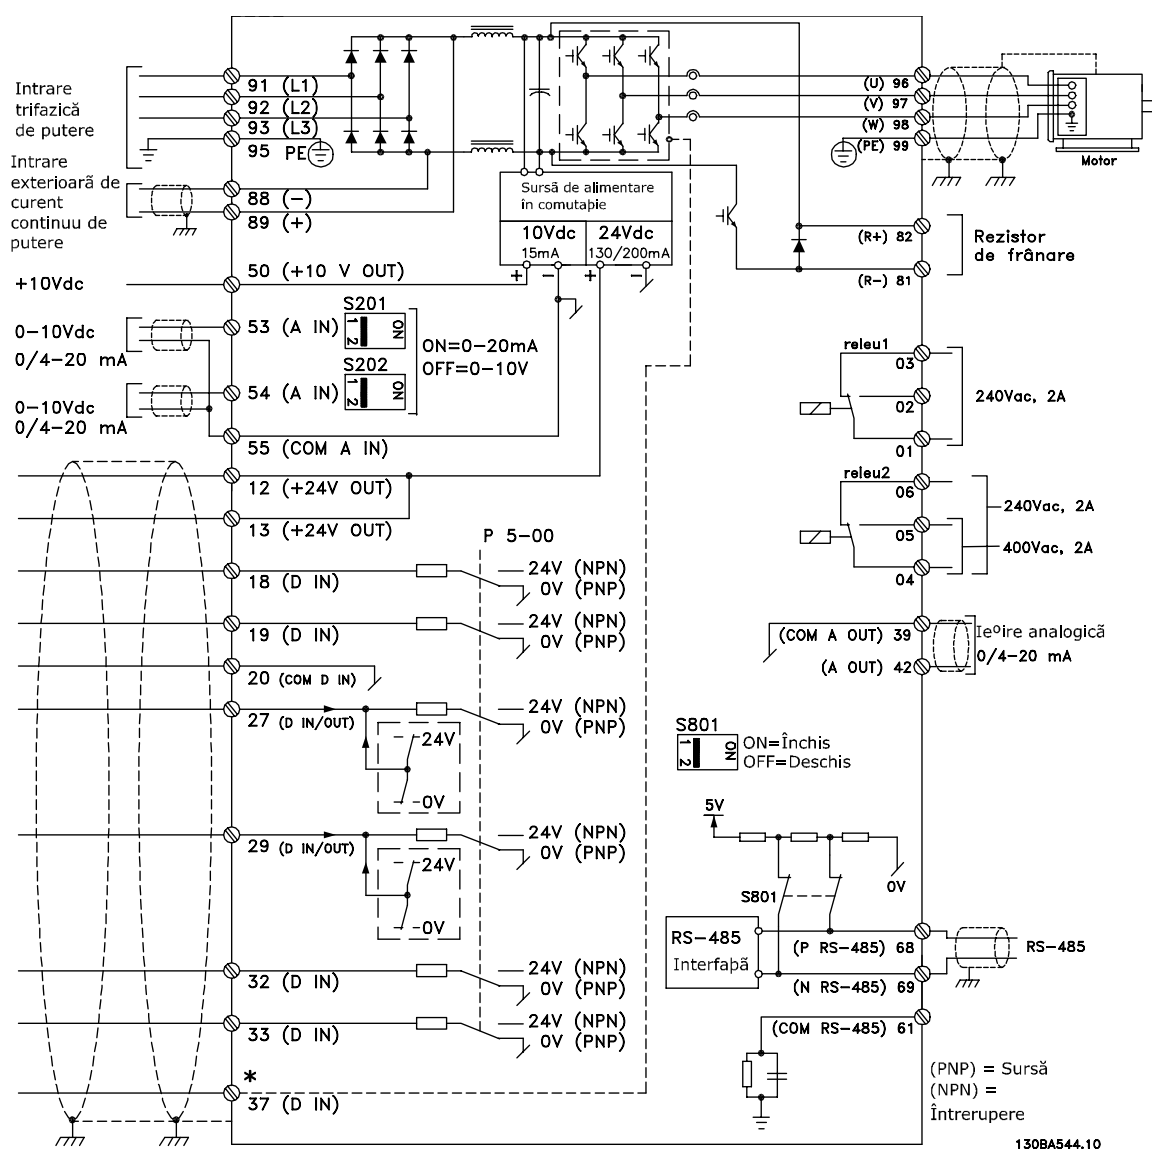 Intrare
trifazică
de putere
91 (L1)
92 (L2)
93 (L3)
95 PE
Intrare
exterioară de
curent
continuu de
putere
88 (−)
89 (+)
Sursă de alimentare
în comutaþie
10Vdc
15mA
24Vdc
130/200mA
+ − + −
(U) 96
(V) 97
(W) 98
(PE) 99
Motor
(R+) 82
(R−) 81
Rezistor
de frânare
+10Vdc
50 (+10 V OUT)
0−10Vdc
0/4−20 mA
53 (A IN)
S201
1 2
ON
S202
1 2
ON
ON=0−20mA
OFF=0−10V
0−10Vdc
0/4−20 mA
54 (A IN)
55 (COM A IN)
12 (+24V OUT)
13 (+24V OUT)
releu1
03
02
01
240Vac, 2A
releu2
06
05
04
240Vac, 2A
400Vac, 2A
P 5-00
18 (D IN)
24V (NPN)
0V (PNP)
19 (D IN)
24V (NPN)
0V (PNP)
20 (COM D IN)
27 (D IN/OUT)
24V (NPN)
0V (PNP)
24V
0V
29 (D IN/OUT)
24V (NPN)
0V (PNP)
24V
0V
32 (D IN)
24V (NPN)
0V (PNP)
33 (D IN)
24V (NPN)
0V (PNP)
*
37 (D IN)
(COM A OUT) 39
(A OUT) 42
Ieºire analogică
0/4−20 mA
S801
1 2
ON
ON=Închis
OFF=Deschis
5V
0V
S801
RS-485
Interfaþă
(P RS-485) 68
(N RS-485) 69
(COM RS-485) 61
RS-485
(PNP) = Sursă
(NPN) =
Întrerupere
130BA544.10